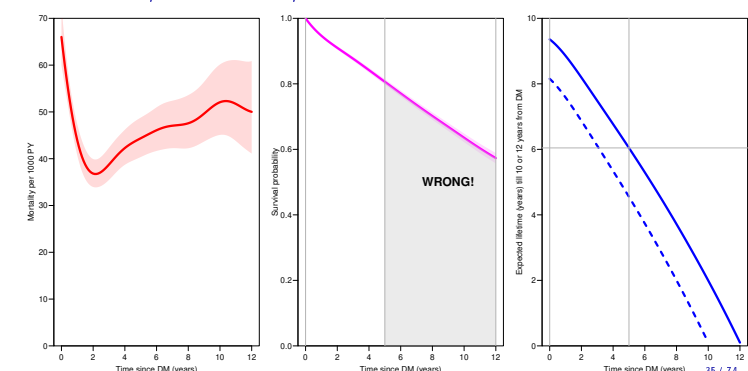 Mortality per 1000 PY
70
60
50
40
30
20
10
0
0 2 4 6 8 10 12
Time since DM (years)
Survival probability
1.0
0.8
0.6
0.4
0.2
0.0
WRONG!
0 2 4 6 8 10 12
Time since DM (years)
Expected lifetime (years) till 10 or 12 years from DM
10
8
6
4
2
0
0 2 4 6 8 10 12
Time since DM (years)
35 / 74